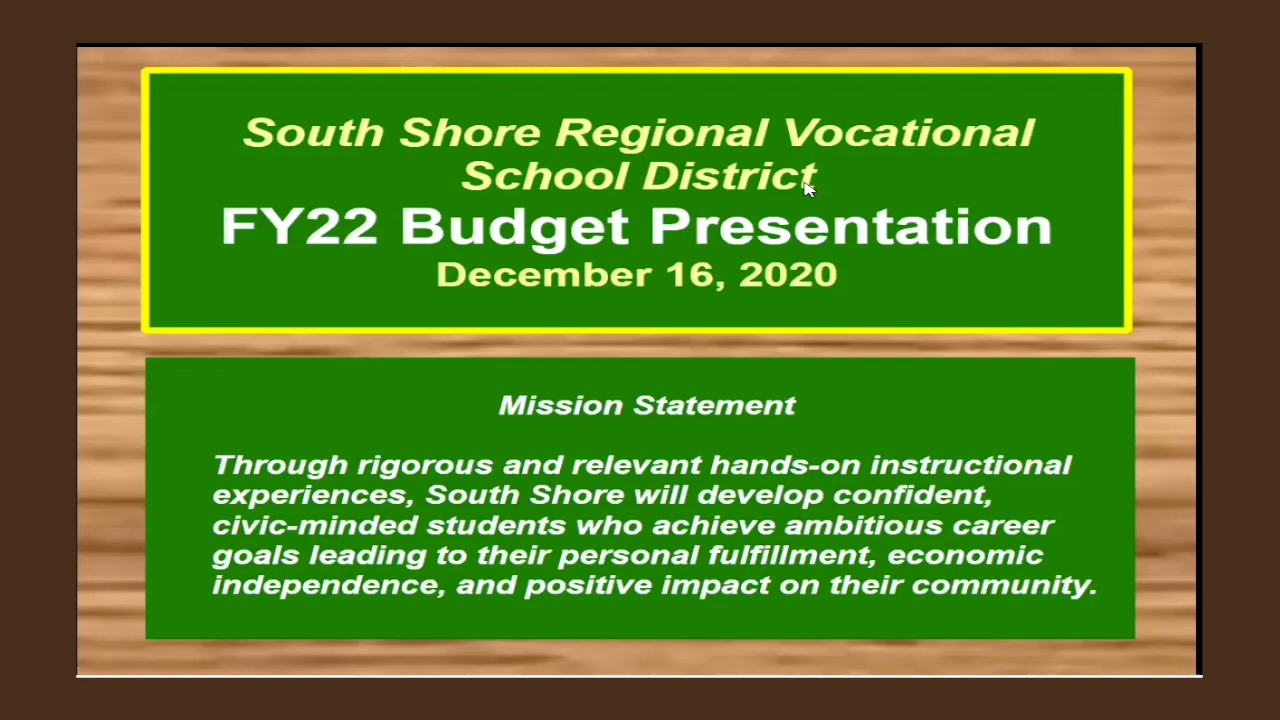 South Shore Regional Vocational
School District
FY22 Budget Presentation
December 16, 2020
Mission Statement
Through rigorous and relevant hands-on instructional
experiences, South Shore will develop confident,
civic-minded students who achieve ambitious career
goals leading to their personal fulfillment, economic
independence, and positive impact on their community.